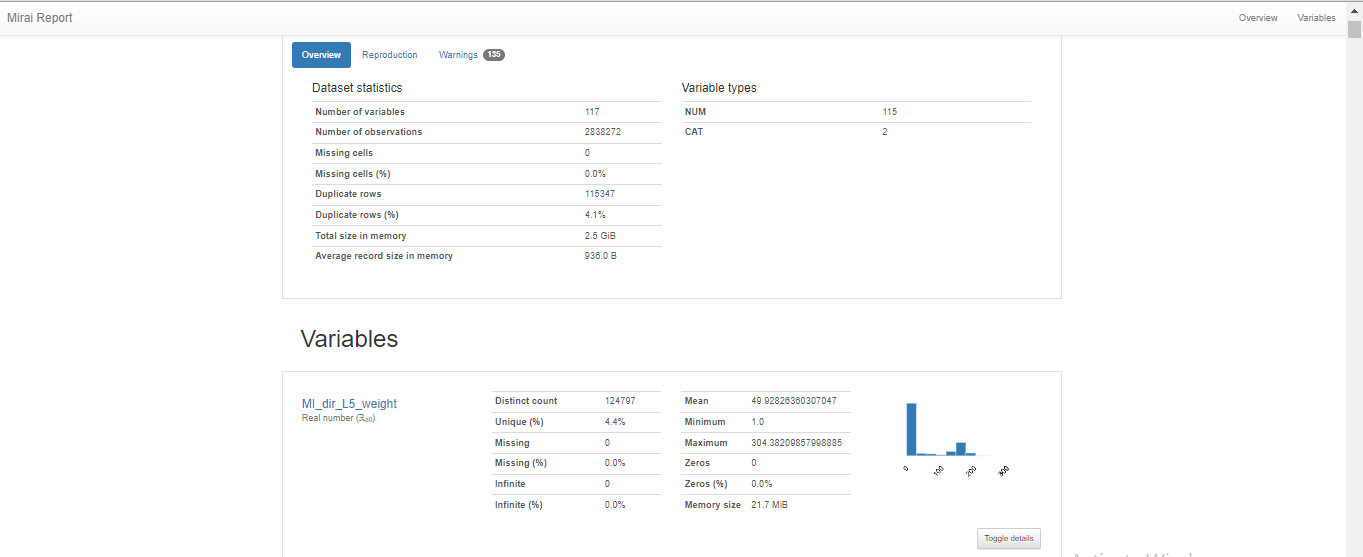 Mirai Report
Overview Variables
Overview Reproduction Warnings 135
Dataset statistics
Number of variables 117
Number of observations 2838272
Missing cells 0
Missing cells (%) 0.0%
Duplicate rows 115347
Duplicate rows (%) 4.1%
Total size in memory 2.5 GiB
Average record size in memory 936.0 B
Variable types
NUM 115
CAT 2
Variables
MI_dir_L5_weight
Real number (ℝ≥0)
Distinct count 124797
Unique (%) 4.4%
Missing 0
Missing (%) 0.0%
Infinite 0
Infinite (%) 0.0%
Mean 49.92826360307047
Minimum 1.0
Maximum 304.38209857998885
Zeros 0
Zeros (%) 0.0%
Memory size 21.7 MiB
0 100 200 300
Toggle details